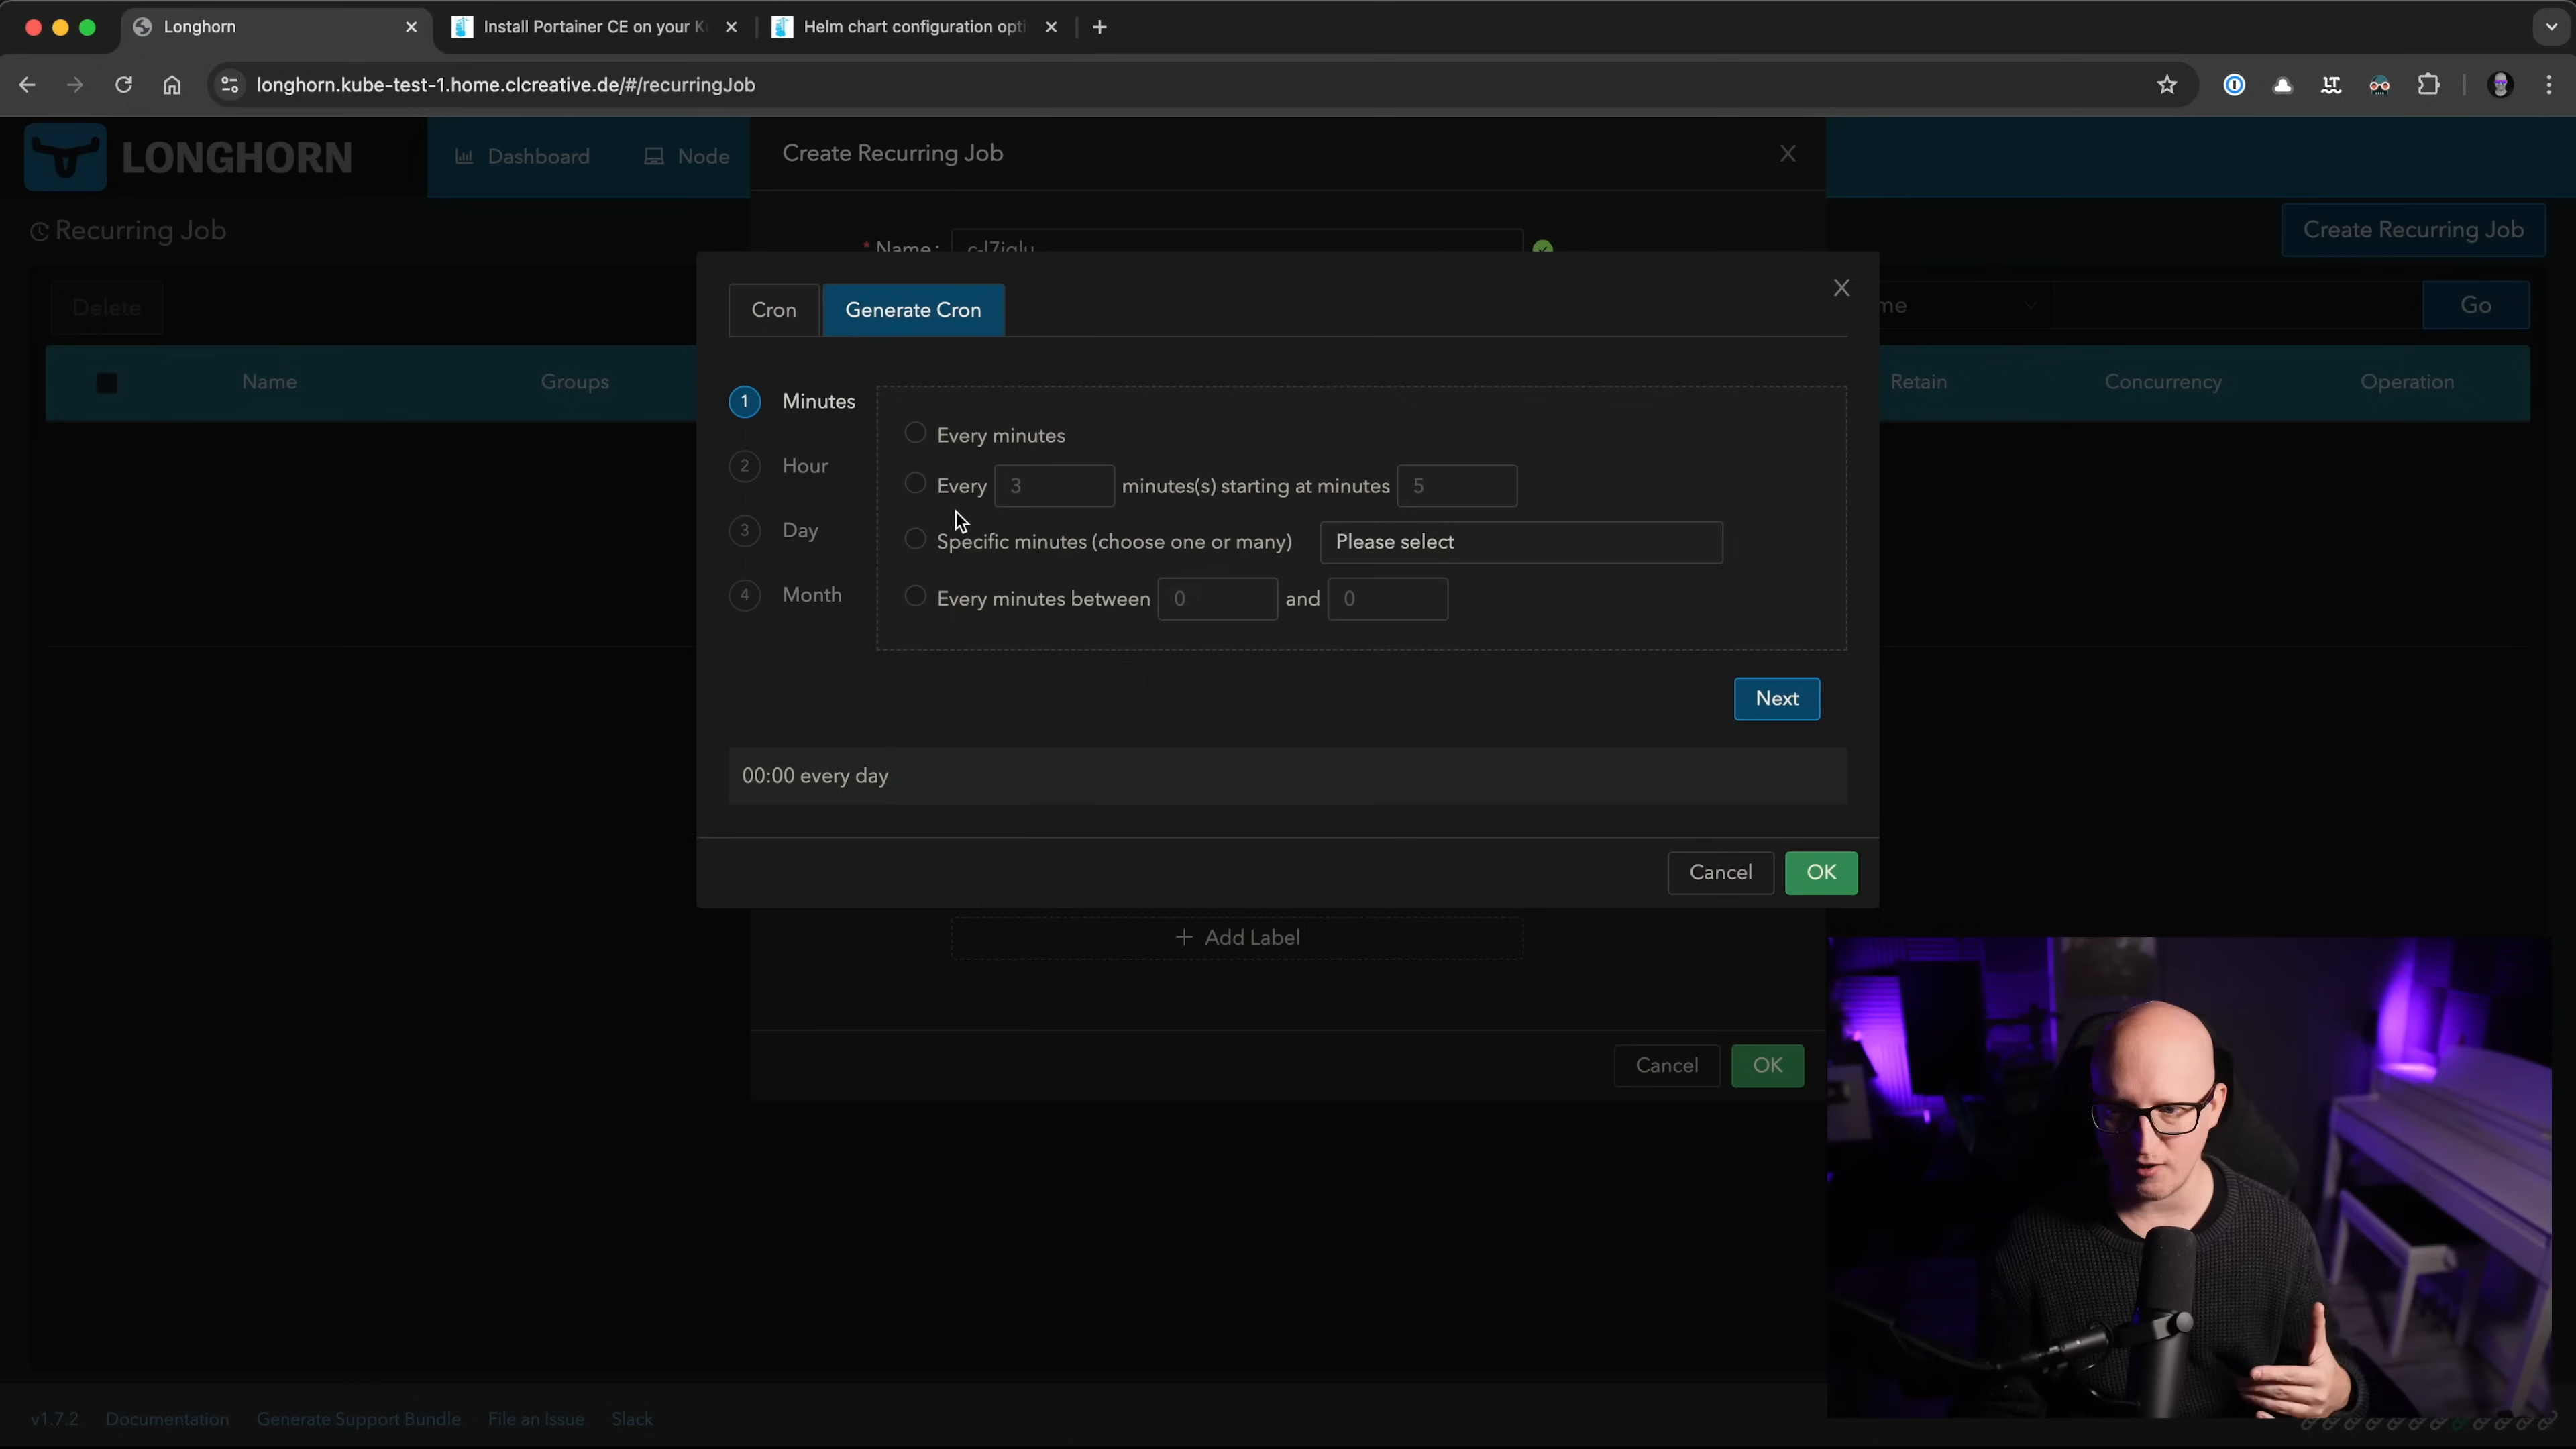 Longhorn
Install Portainer CE on your K
Helm chart configuration opti
longhorn.kube-test-1.home.clcreative.de/#/recurringJob
LONGHORN
Dashboard
Node
Create Recurring Job
Recurring Job
Create Recurring Job
* Name :
Delete
me
Go
Cron
Generate Cron
Name
Groups
Retain
Concurrency
Operation
1 Minutes
2 Hour
3 Day
4 Month
Every minutes
Every 3 minutes(s) starting at minutes 5
Specific minutes (choose one or many) Please select
Every minutes between 0 and 0
Next
00:00 every day
Cancel OK
+ Add Label
Cancel OK
v1.7.2 Documentation Generate Support Bundle File an Issue Slack